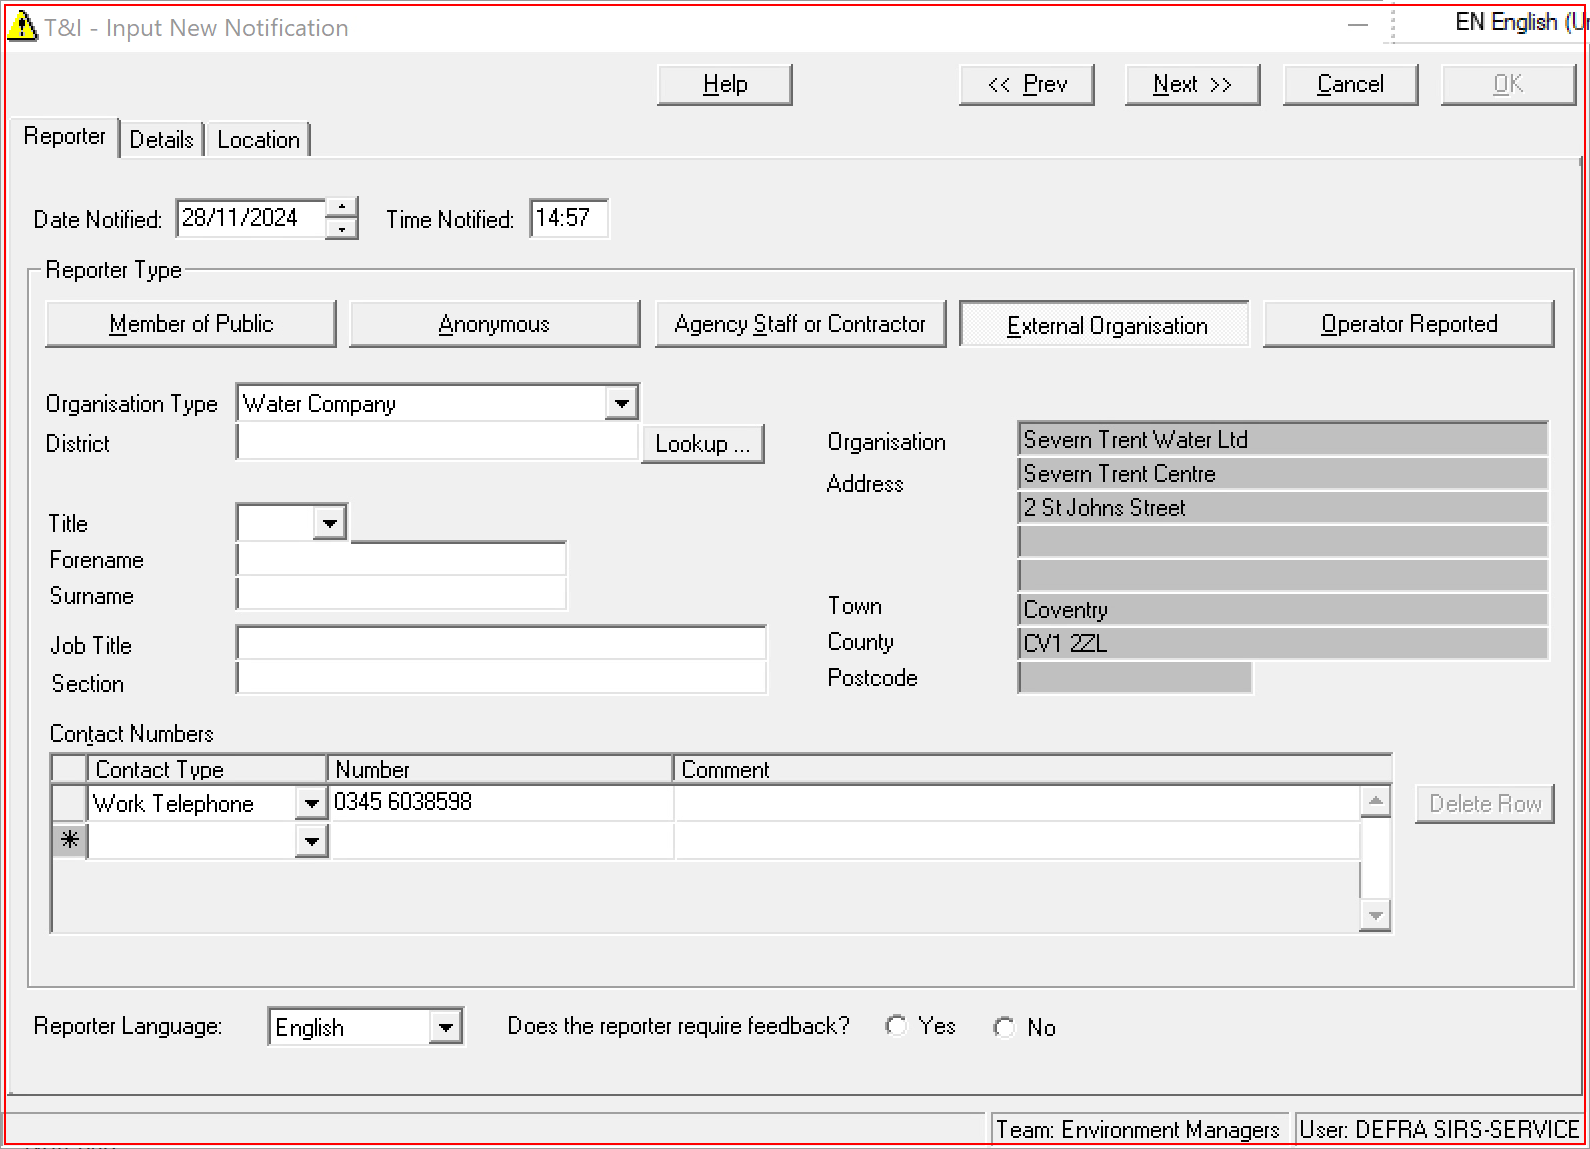 T&I - Input New Notification
EN English (Un
Help
<< Prev
Next >>
Cancel
OK
Reporter
Details
Location
Date Notified: 28/11/2024
Time Notified: 14:57
Reporter Type
Member of Public
Anonymous
Agency Staff or Contractor
External Organisation
Operator Reported
Organisation Type Water Company
District
Lookup ...
Organisation Severn Trent Water Ltd
Address Severn Trent Centre
2 St Johns Street
Title
Forename
Surname
Town Coventry
Job Title
County CV1 2ZL
Section
Postcode
Contact Numbers
Contact Type Number Comment
Work Telephone 0345 6038598
Delete Row
Reporter Language: English
Does the reporter require feedback? Yes No
Team: Environment Managers
User: DEFRA SIRS-SERVICE